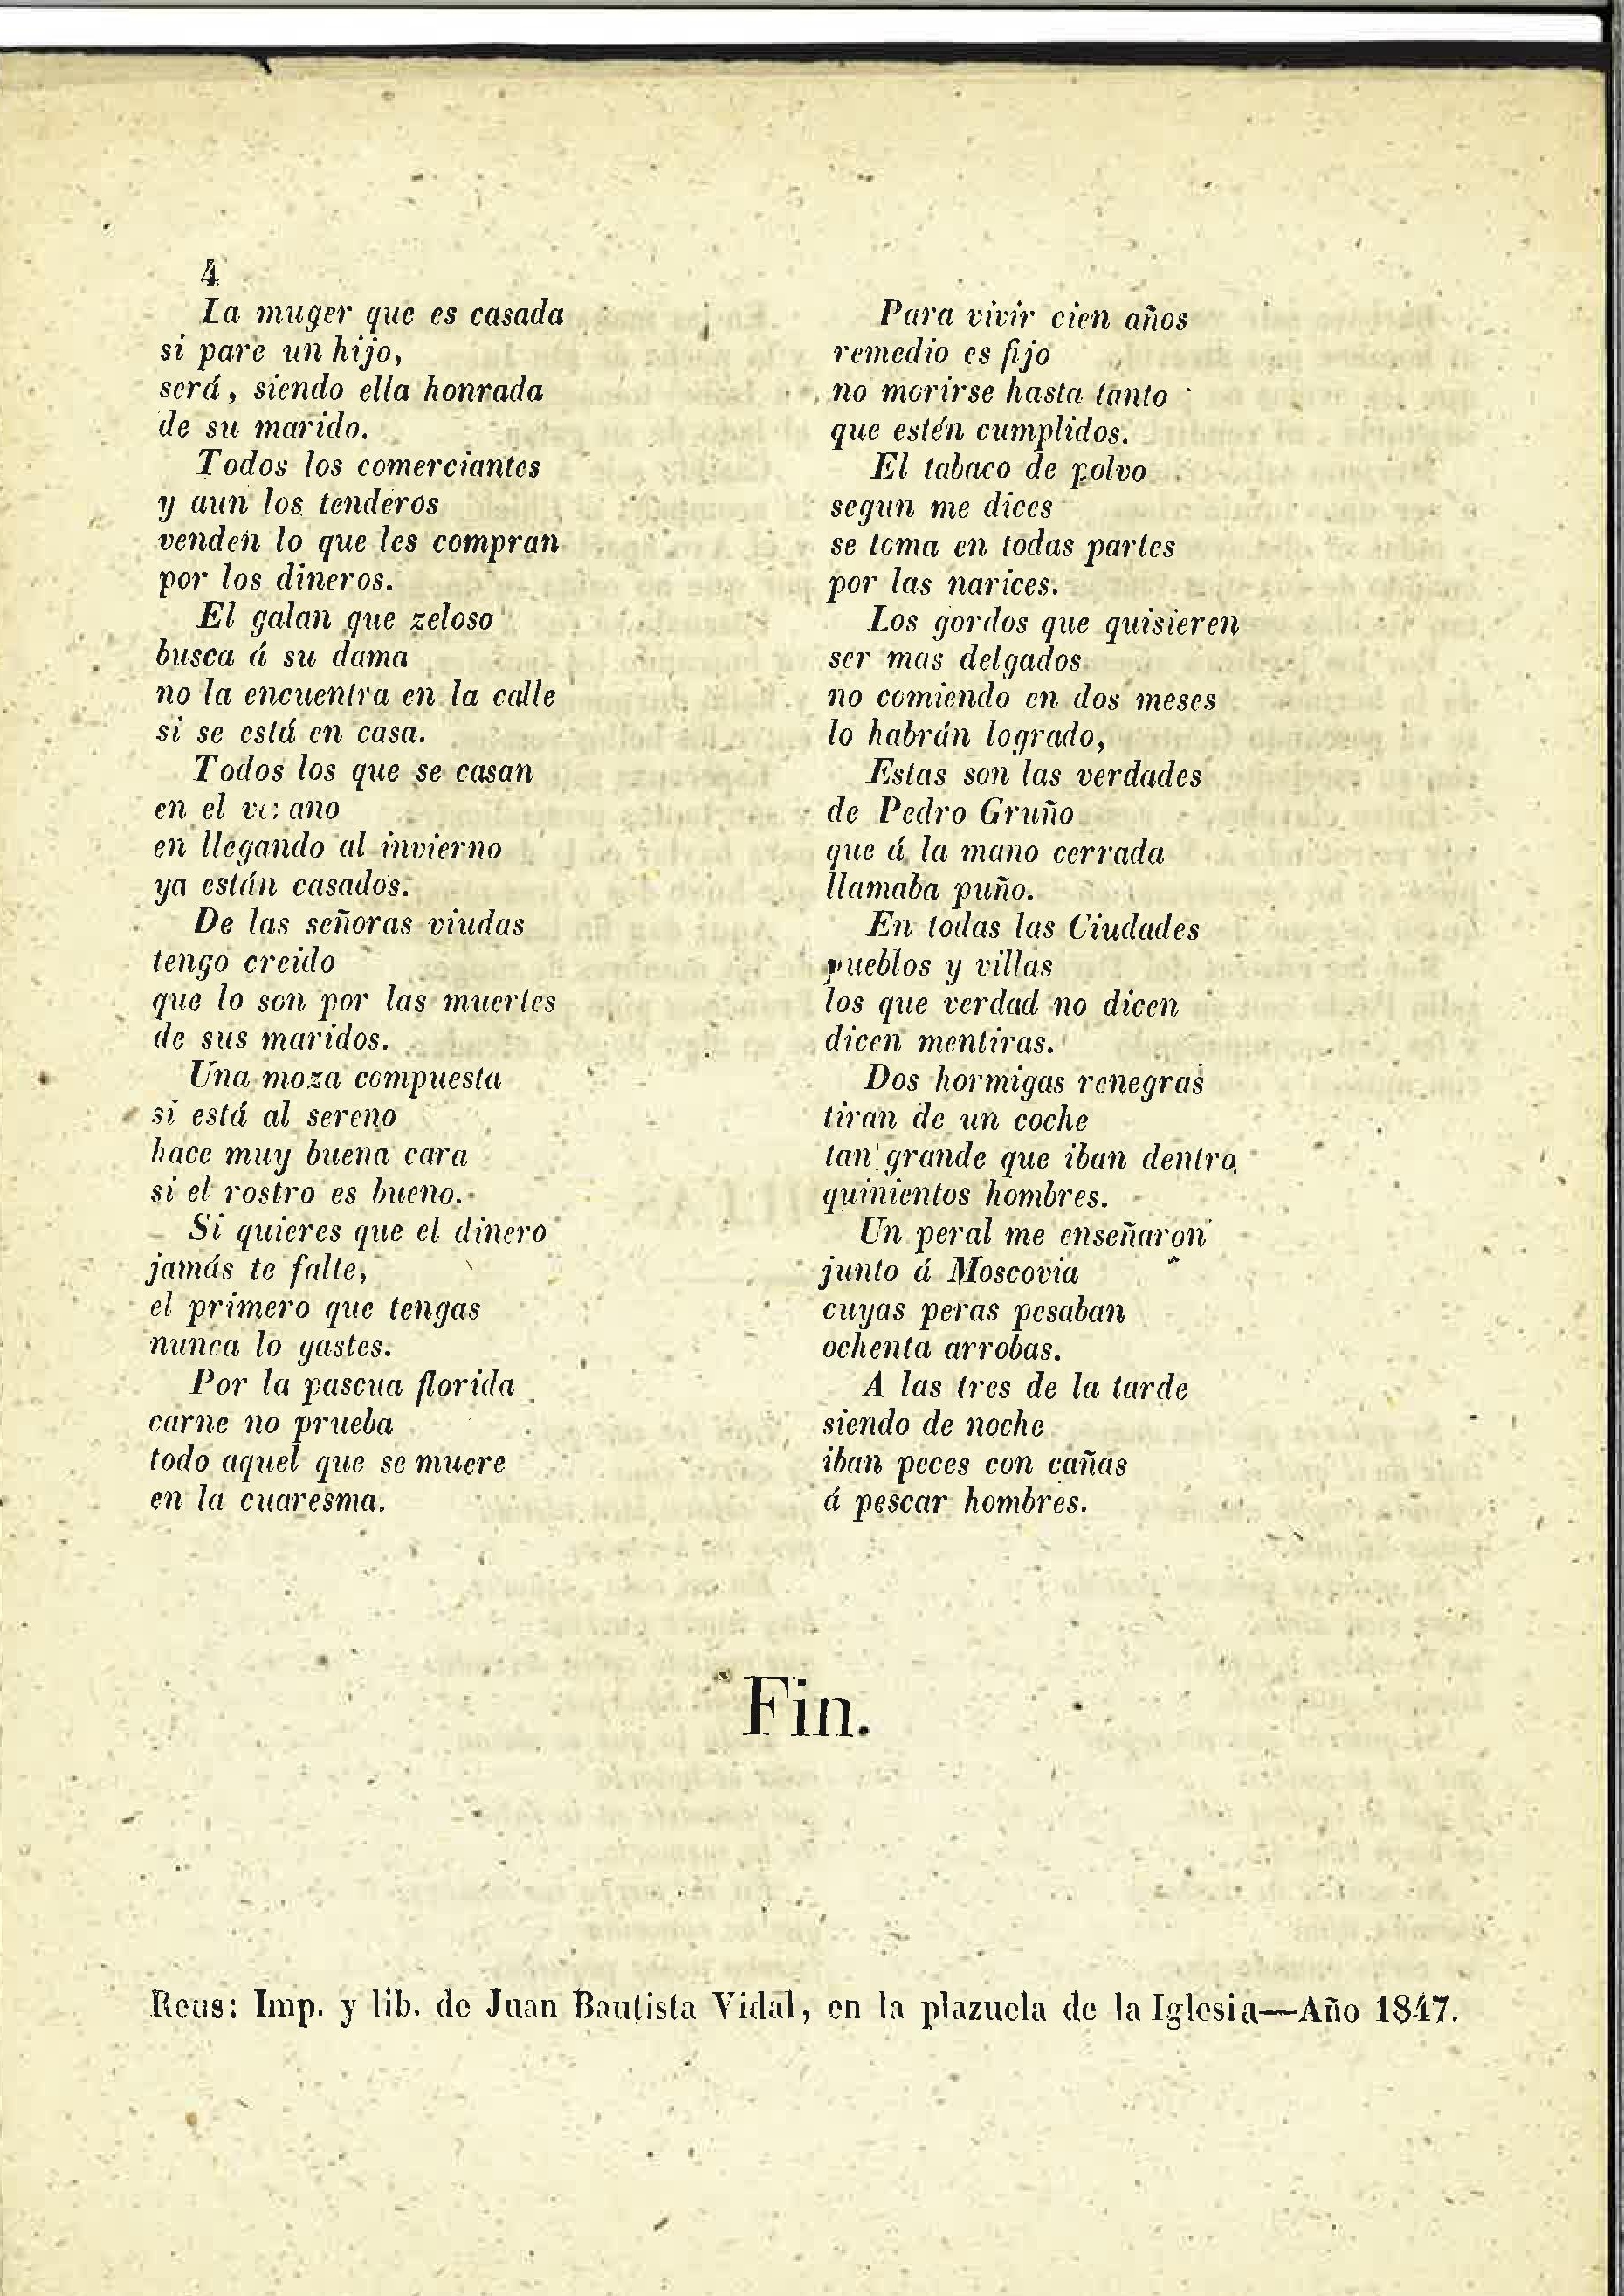 4
La muger que es casada
si pare un hijo,
será, siendo ella honrada
de su marido.
Todos los comerciantes
y aun los tenderos
venden lo que les compran
por los dineros.
El galan que zeloso
busca á su dama
no la encuentra en la calle
si se está en casa.
Todos los que se casan
en el verano
en llegando al invierno
ya están casados.
De las señoras viudas
tengo creido
que lo son por las muertes
de sus maridos.
Una moza compuesta
si está al sereno
hace muy buena cara
si el rostro es bueno.
Si quieres que el dinero
jamás te falte,
el primero que tengas
nunca lo gastes.
Por la pascua florida
carne no prueba
todo aquel que se muere
en la cuaresma.
Para vivir cien años
remedio es fijo
no morirse hasta tanto
que estén cumplidos.
El tabaco de polvo
segun me dices
se toma en todas partes
por las narices.
Los gordos que quisieren
ser mas delgados
no comiendo en dos meses
lo habrán logrado,
Estas son las verdades
de Pedro Gruño
que á la mano cerrada
llamaba puño.
En todas las Ciudades
pueblos y villas
los que verdad no dicen
dicen mentiras.
Dos hormigas renegras
tiran de un coche
tan grande que iban dentro
quinientos hombres.
Un peral me enseñaron
junto á Moscovia
cuyas peras pesaban
ochenta arrobas.
A las tres de la tarde
siendo de noche
iban peces con cañas
á pescar hombres.
Fin.
Reus: Imp. y lib. de Juan Bautista Vidal, en la plazuela de la Iglesia—Año 1847.